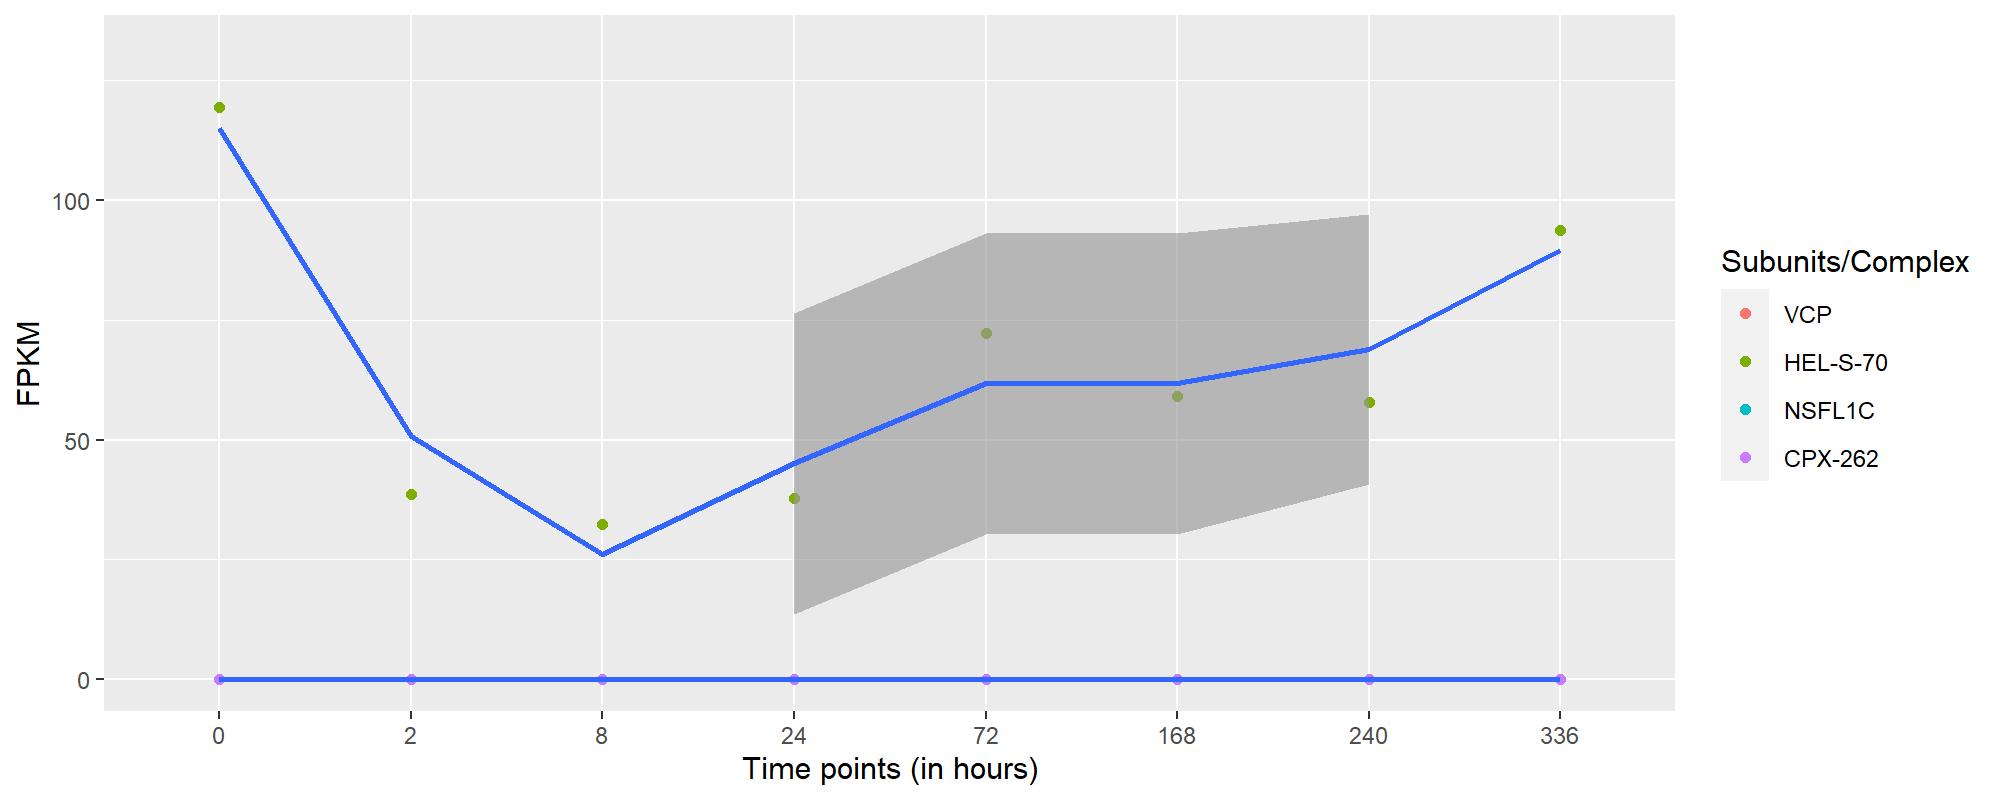 FPKM
100
50
0
0 2 8 24 72 168 240 336
Time points (in hours)
Subunits/Complex
VCP
HEL-S-70
NSFL1C
CPX-262